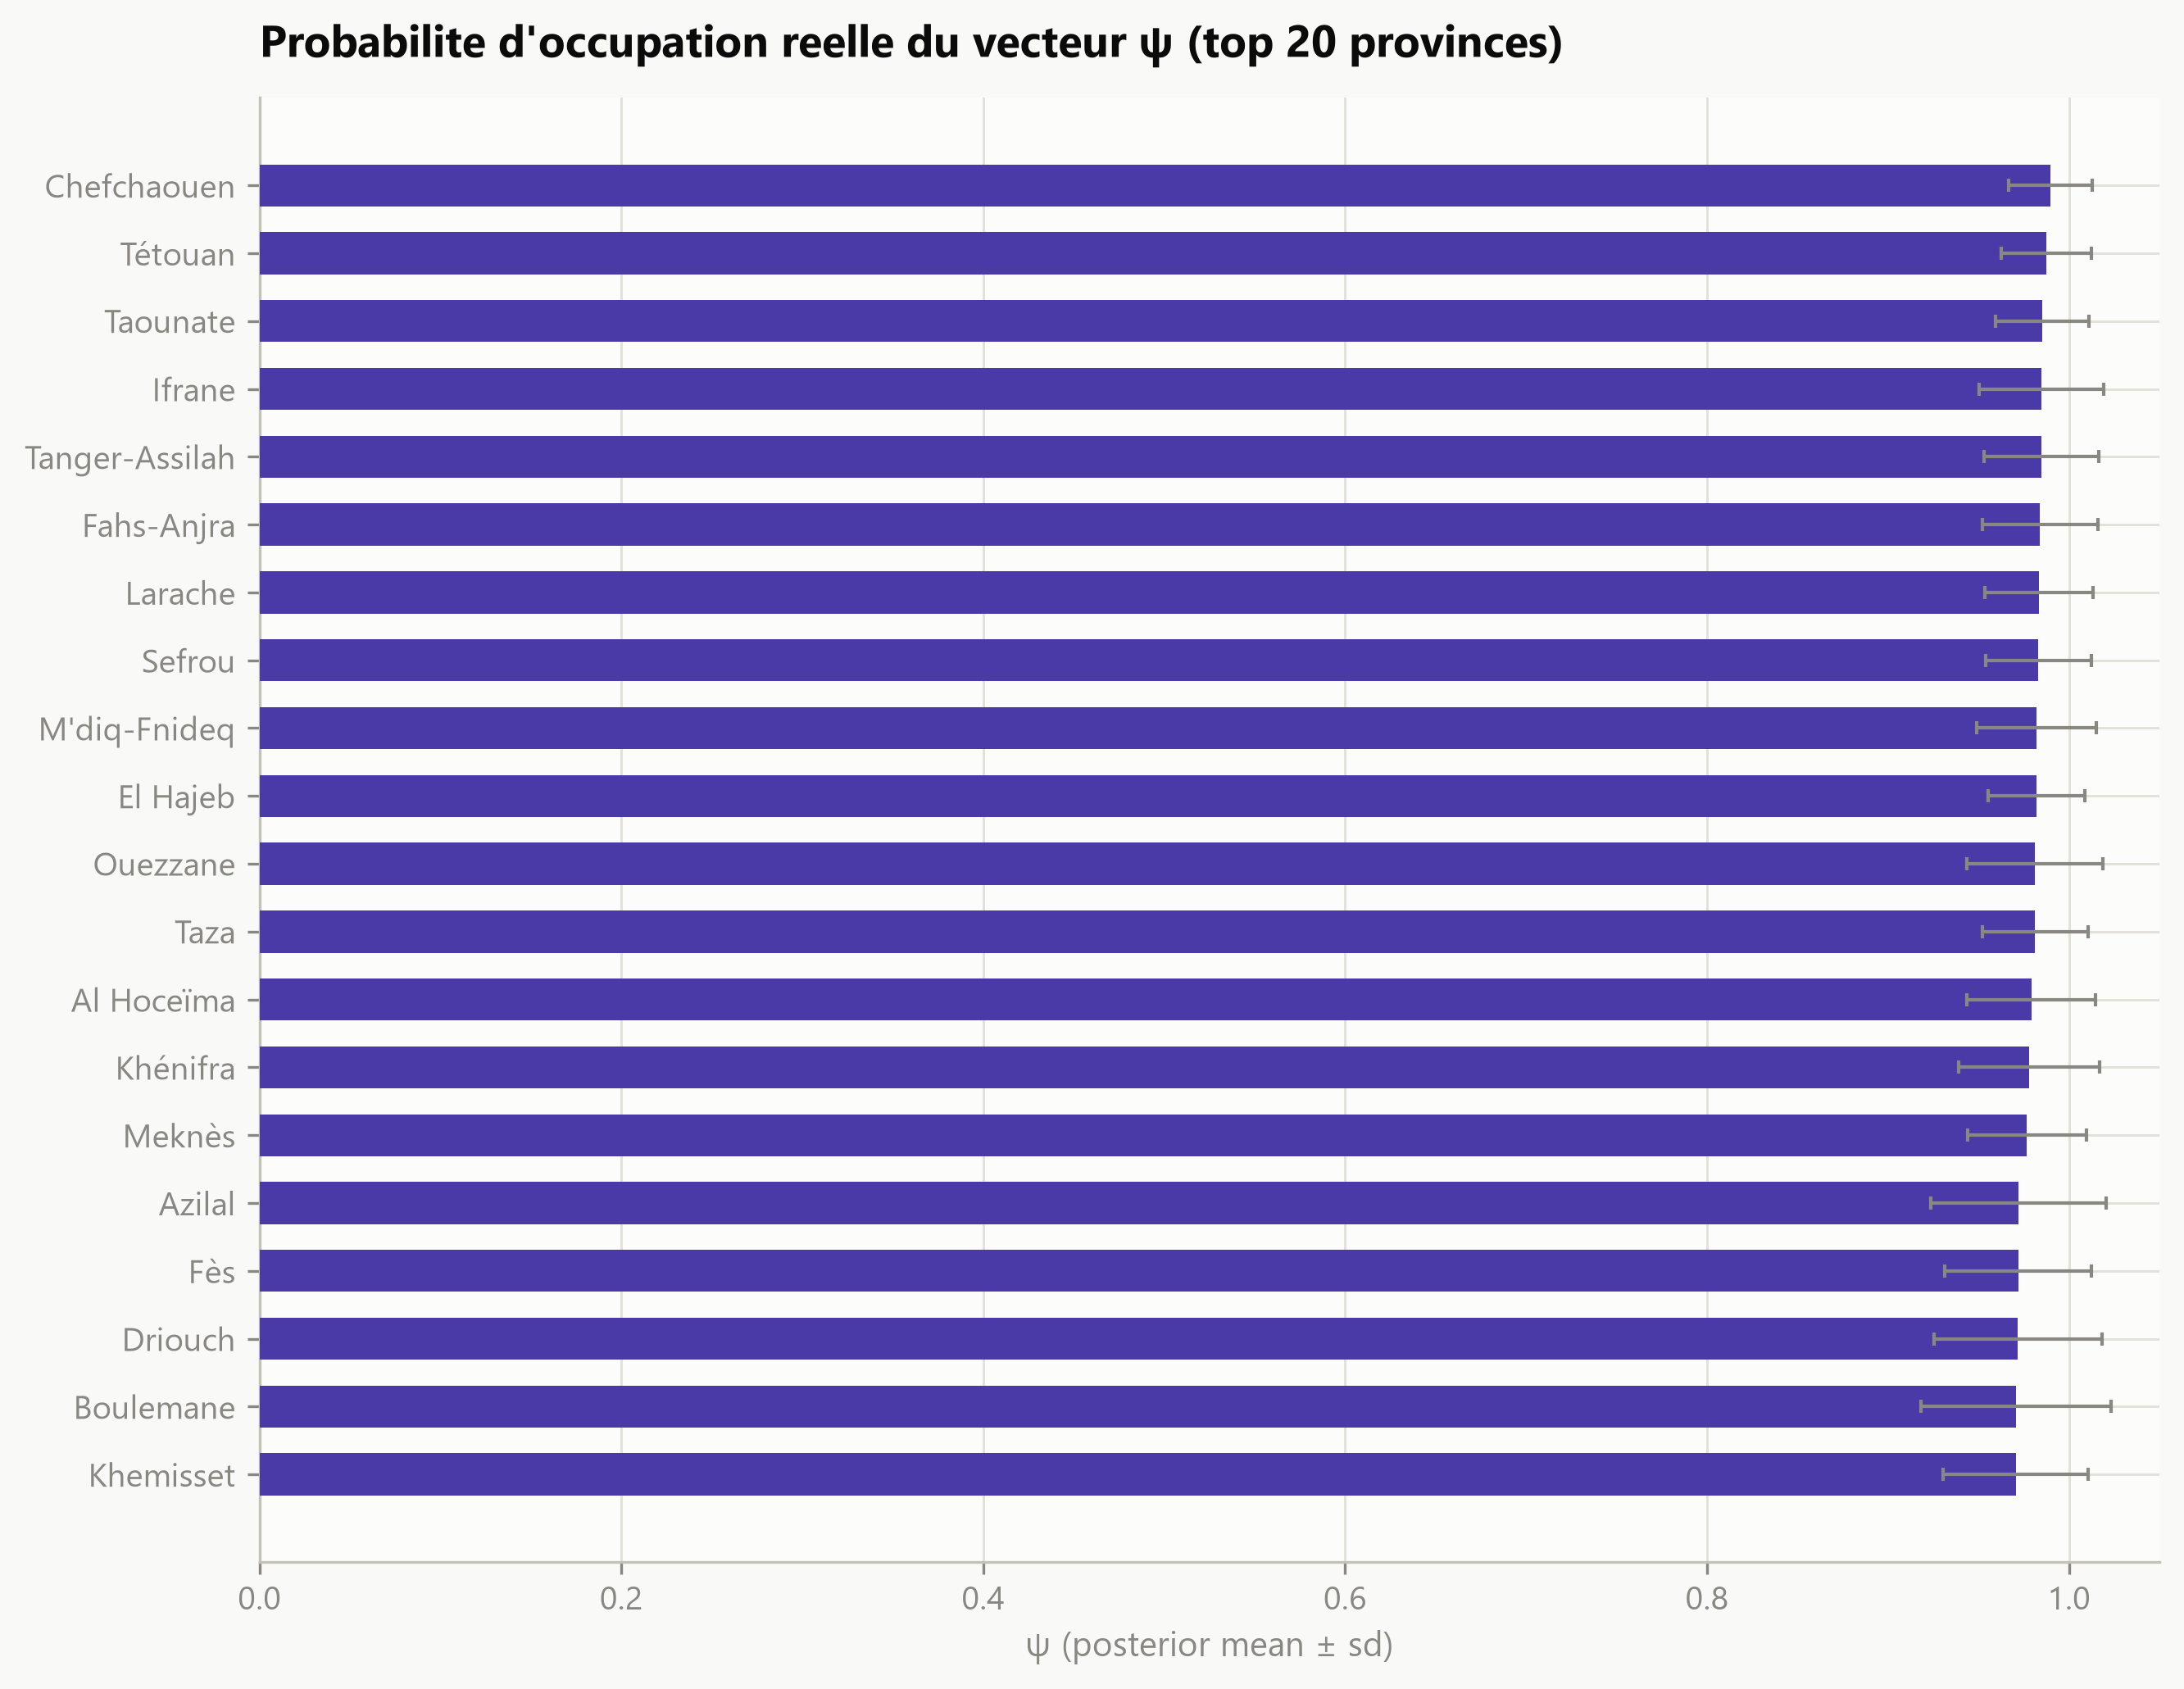 Probabilite d'occupation reelle du vecteur ψ (top 20 provinces)
Chefchaouen
Tétouan
Taounate
Ifrane
Tanger-Assilah
Fahs-Anjra
Larache
Sefrou
M'diq-Fnideq
El Hajeb
Ouezzane
Taza
Al Hoceïma
Khénifra
Meknès
Azilal
Fès
Driouch
Boulemane
Khemisset
0.0 0.2 0.4 0.6 0.8 1.0
ψ (posterior mean ± sd)